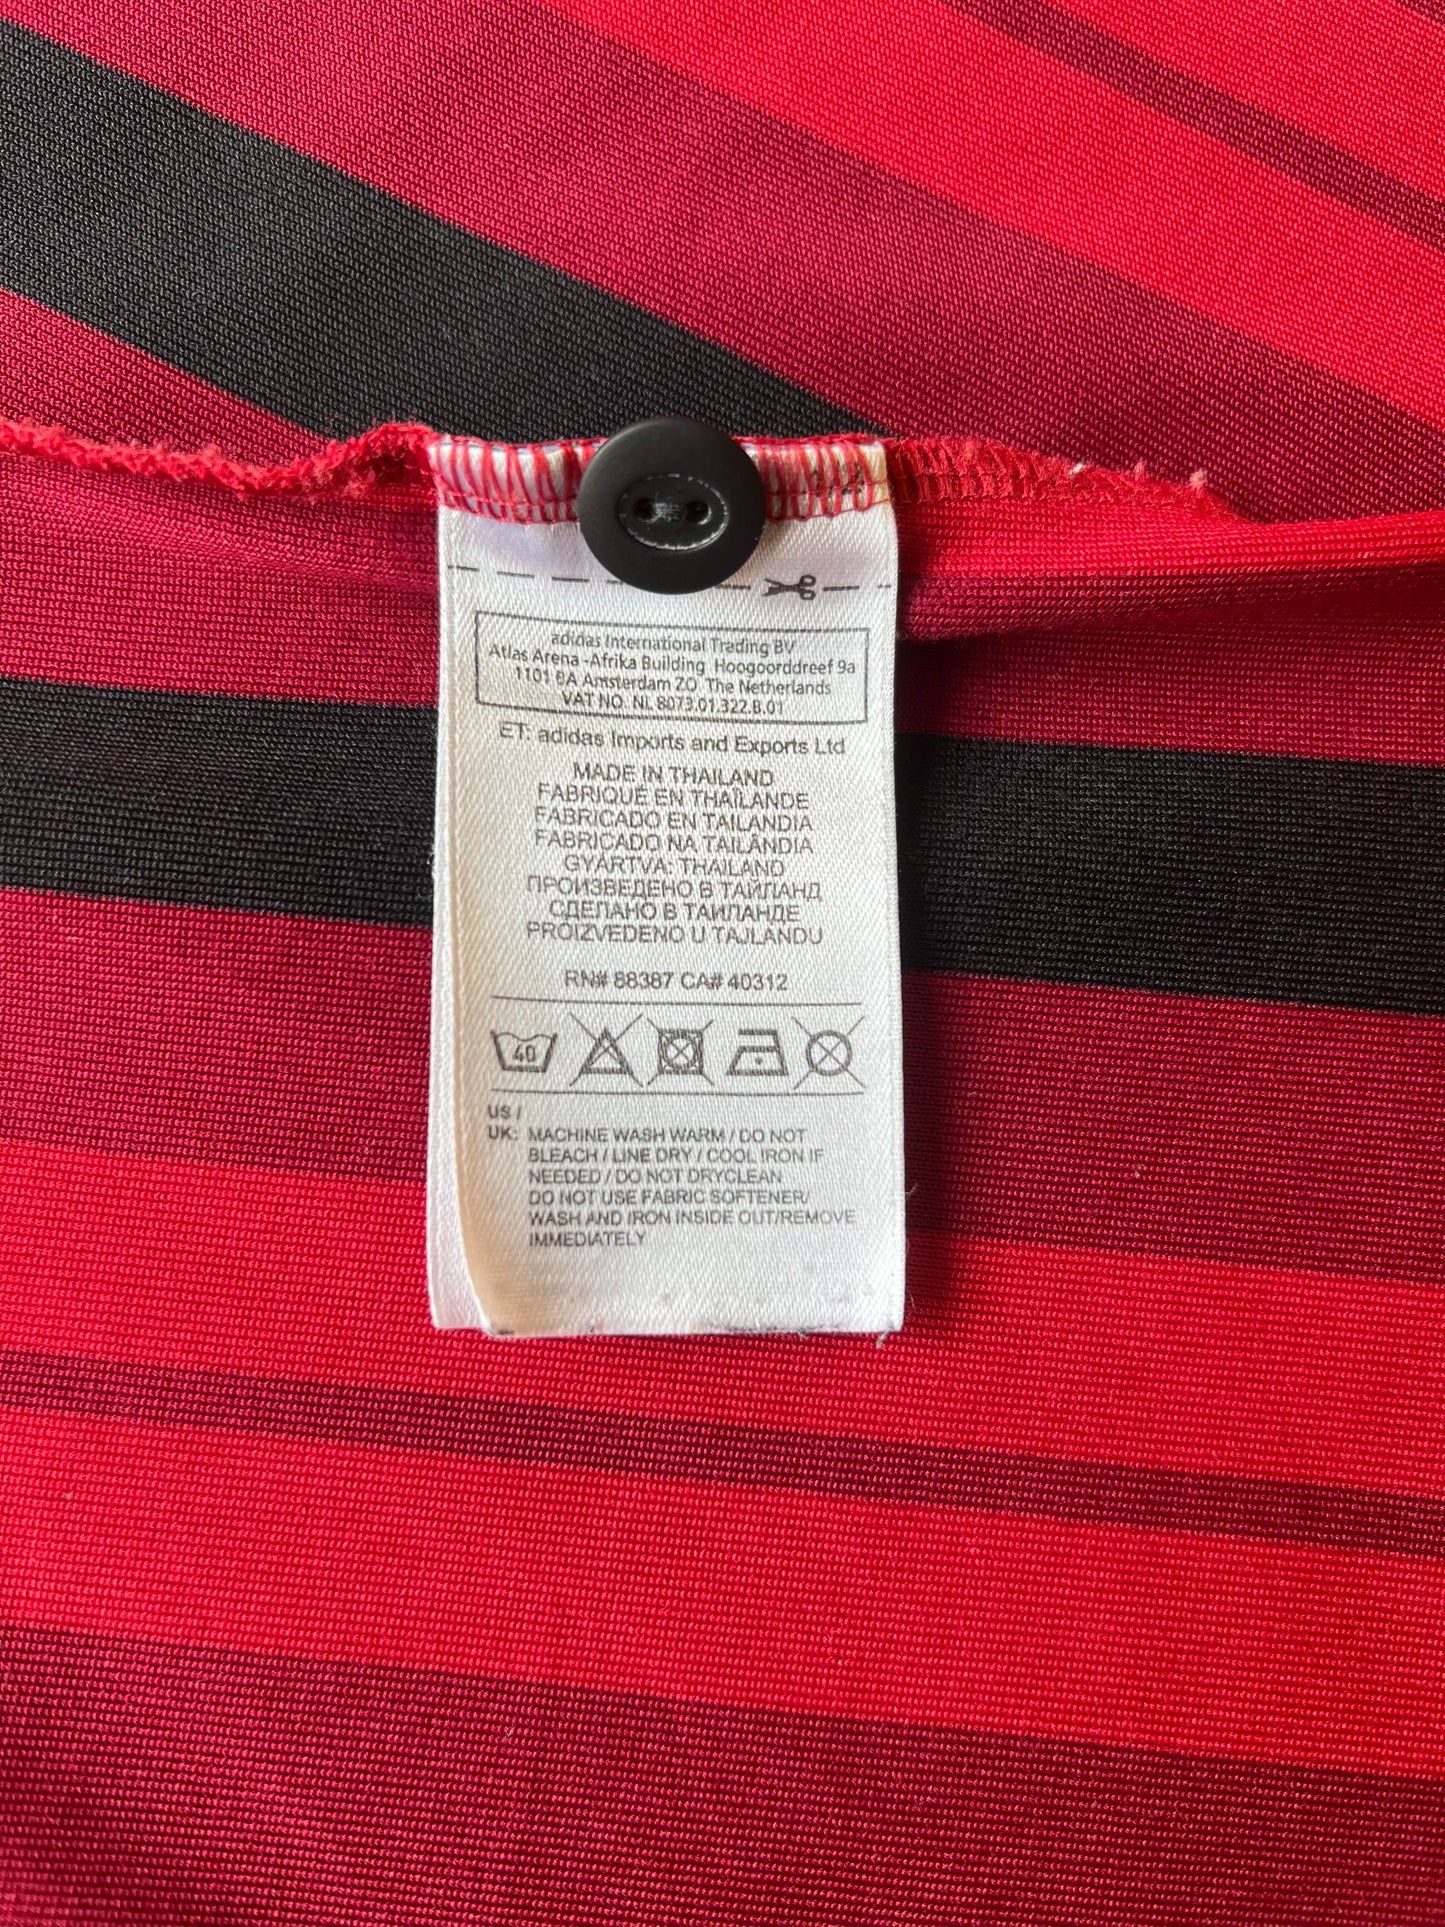 adidas International Trading BV
Atlas Arena -Afrika Building Hoogoorddreef 9a
1101 BA Amsterdam ZO The Netherlands
VAT NO. NL 8073.01.322.B.01
ET: adidas Imports and Exports Ltd
MADE IN THAILAND
FABRIQUÉ EN THAÏLANDE
FABRICADO EN TAILANDIA
FABRICADO NA TAILÂNDIA
GYÁRTVA: THAILAND
ПРОИЗВЕДЕНО В ТАЙЛАНД
СДЕЛАНО В ТАИЛАНДЕ
PROIZVEDENO U TAJLANDU
RN# 88387 CA# 40312
40
US /
UK: MACHINE WASH WARM / DO NOT
BLEACH / LINE DRY / COOL IRON IF
NEEDED / DO NOT DRYCLEAN
DO NOT USE FABRIC SOFTENER/
WASH AND IRON INSIDE OUT/REMOVE
IMMEDIATELY